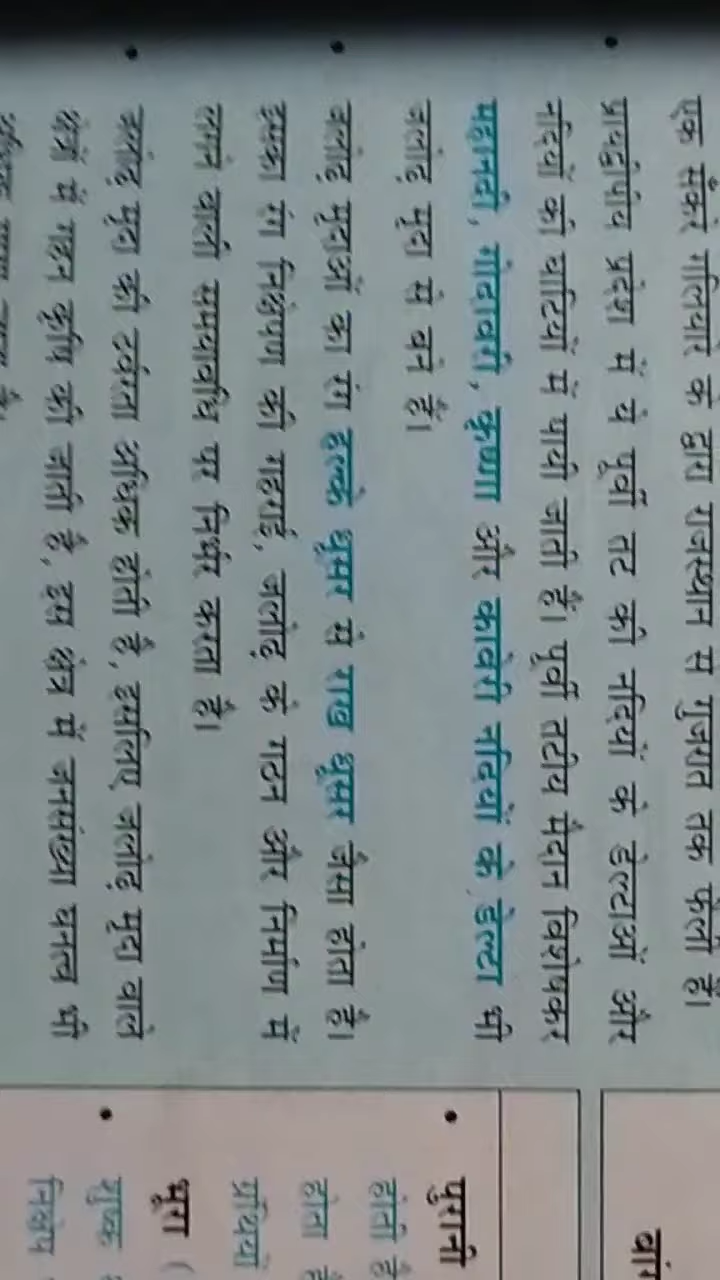 एक सँकरे गलियारे के द्वारा राजस्थान से गुजरात तक फैली हैं।
• प्रायद्वीपीय प्रदेश में ये पूर्वी तट की नदियों के डेल्टाओं और
नदियों की घाटियों में पायी जाती हैं। पूर्वी तटीय मैदान विशेषकर
महानदी, गोदावरी, कृष्णा और कावेरी नदियों के डेल्टा भी
जलोढ़ मृदा से बने हैं।
• जलोढ़ मृदाओं का रंग हल्के धूसर से राख धूसर जैसा होता है।
इसका रंग निक्षेपण की गहराई, जलोढ़ के गठन और निर्माण में
लगने वाली समयावधि पर निर्भर करता है।
• जलोढ़ मृदा की उर्वरता अधिक होती है, इसलिए जलोढ़ मृदा वाले
क्षेत्रों में गहन कृषि की जाती है, इस क्षेत्र में जनसंख्या घनत्व भी
• पुरानी
होती है
होता है
ग्रंथियों
भूरा (
• शुष्क
निक्षेप